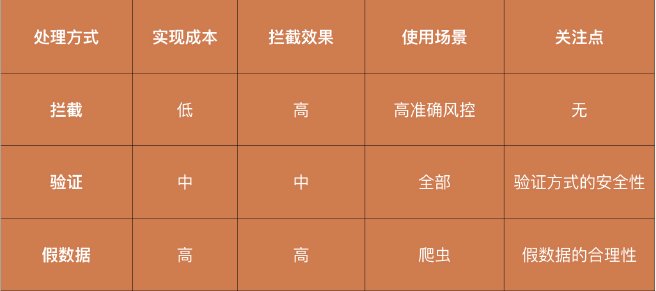 处理方式 实现成本 拦截效果 使用场景 关注点
拦截 低 高 高准确风控 无
验证 中 中 全部 验证方式的安全性
假数据 高 高 爬虫 假数据的合理性